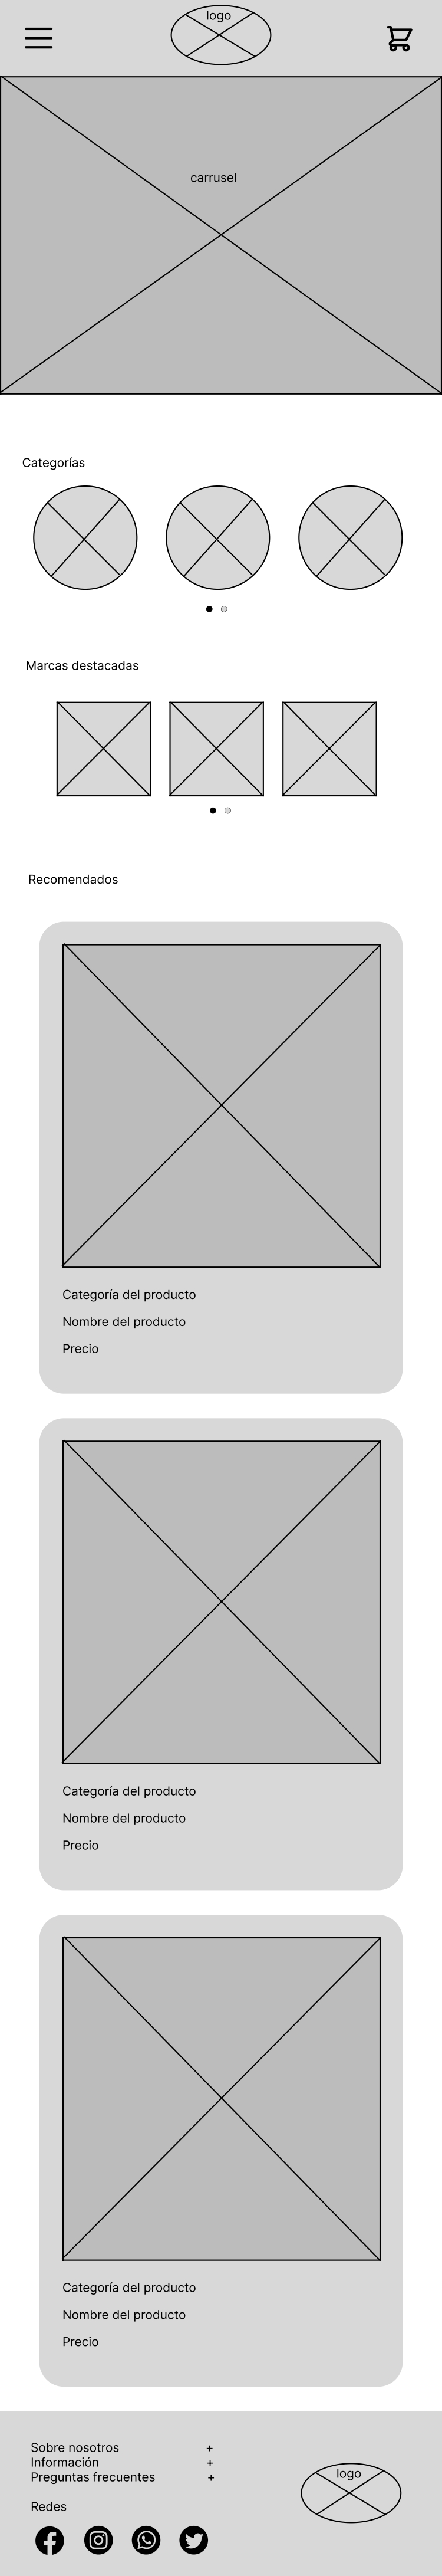 logo
carrusel
Categorías
Marcas destacadas
Recomendados
Categoría del producto
Nombre del producto
Precio
Categoría del producto
Nombre del producto
Precio
Categoría del producto
Nombre del producto
Precio
Sobre nosotros +
Información +
Preguntas frecuentes +
logo
Redes